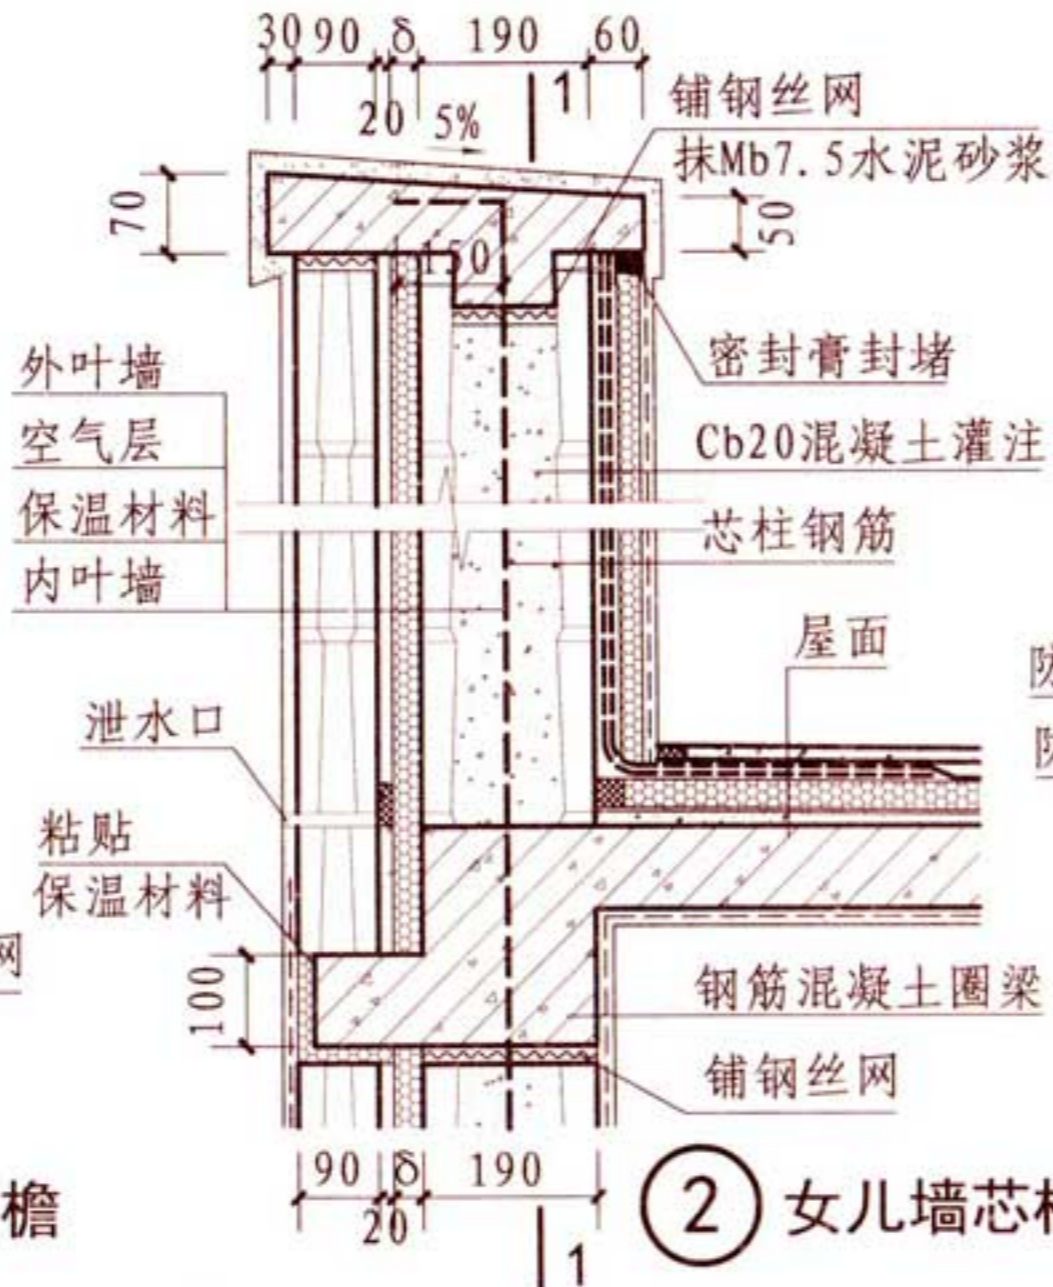 30 90 δ 190 60
20
5%
1
铺钢丝网
抹Mb7.5水泥砂浆
70
50
150
密封膏封堵
外叶墙
空气层
保温材料
内叶墙
Cb20混凝土灌注
芯柱钢筋
屋面
泄水口
粘贴
保温材料
网
100
钢筋混凝土圈梁
铺钢丝网
90 δ 190
20
1
檐
2 女儿墙芯